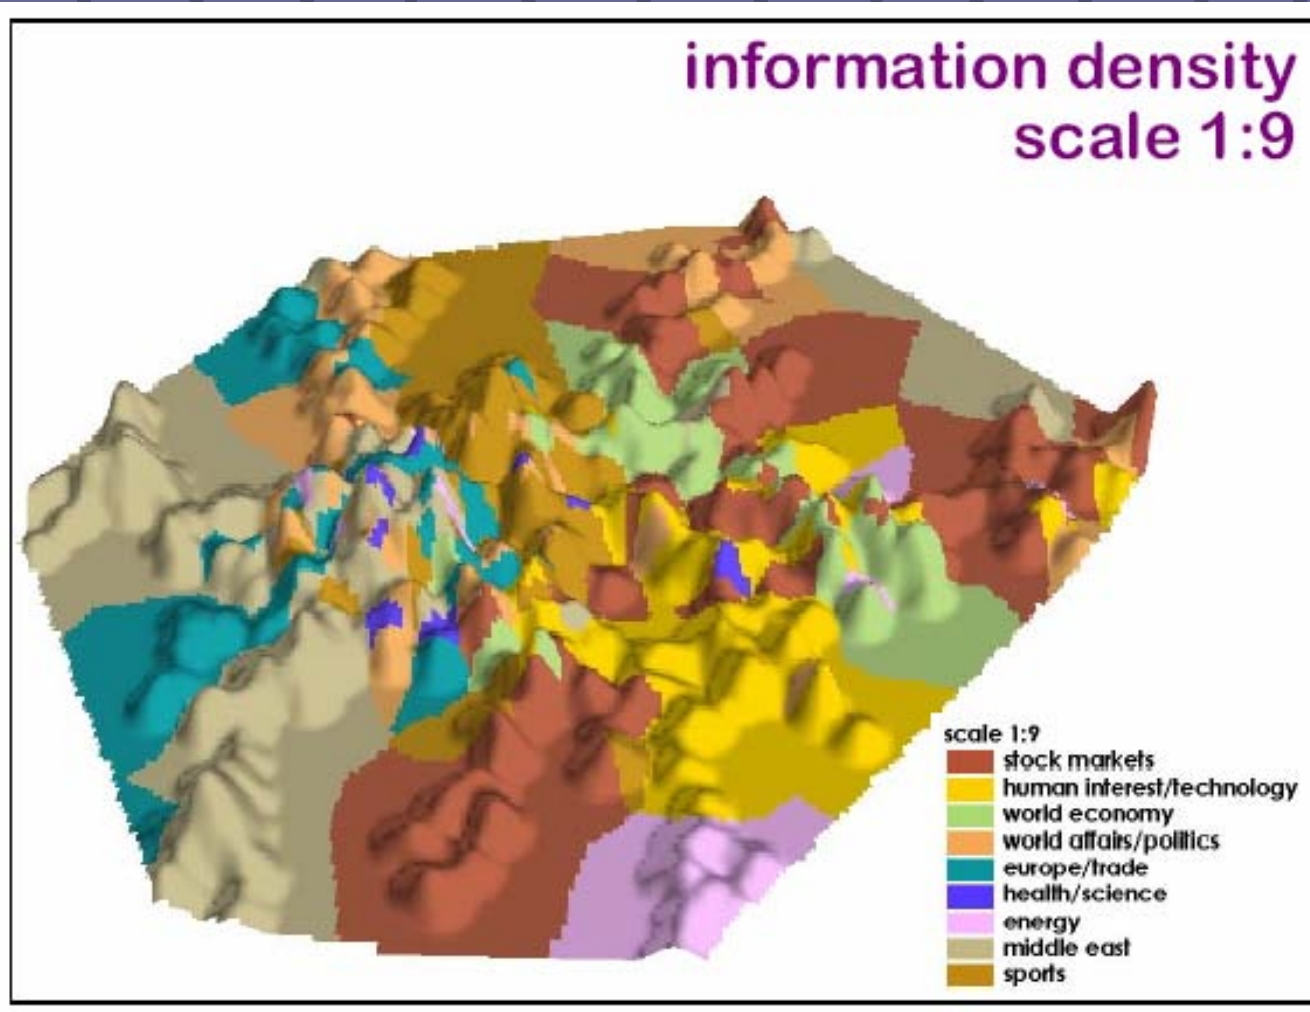 information density
scale 1:9
scale 1:9
stock markets
human interest/technology
world economy
world affairs/politics
europe/trade
health/science
energy
middle east
sports